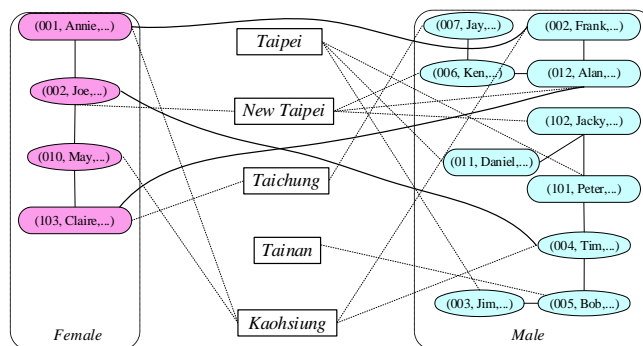 (001, Annie,...)
(002, Joe,...)
(010, May,...)
(103, Claire,...)
Female
Taipei
New Taipei
Taichung
Tainan
Kaohsiung
(007, Jay,...)
(002, Frank,...)
(006, Ken,...)
(012, Alan,...)
(102, Jacky,...)
(011, Daniel,...)
(101, Peter,...)
(004, Tim,...)
(003, Jim,...)
(005, Bob,...)
Male